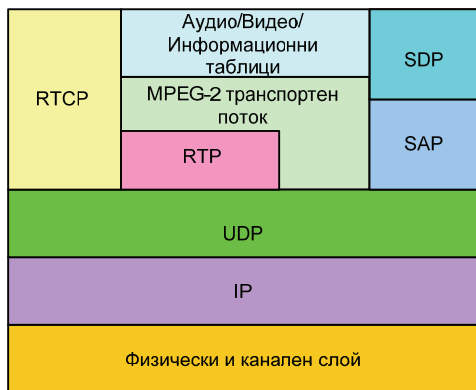 Аудио/Видео/
Информационни
таблици
SDP
RTCP
MPEG-2 транспортен
поток
SAP
RTP
UDP
IP
Физически и канален слой